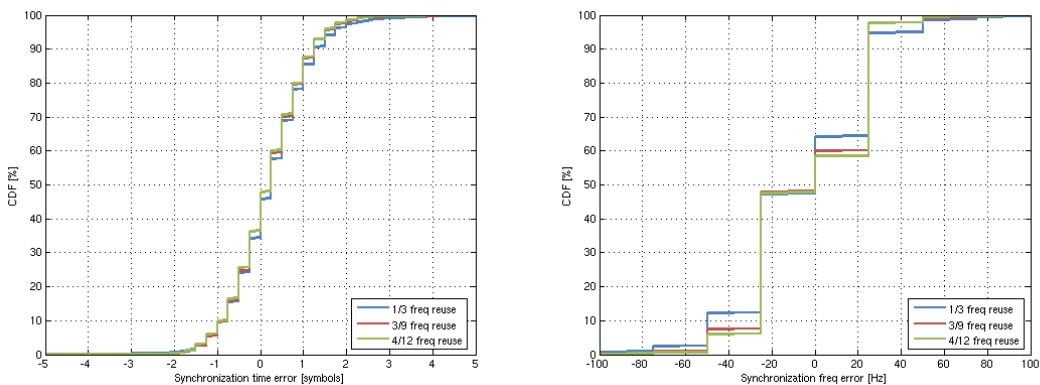 100
90
80
70
60
50
40
30
20
10
0
CDF [%]
-5 -4 -3 -2 -1 0 1 2 3 4 5
Synchronization time error [symbols]
1/3 freq reuse
3/9 freq reuse
4/12 freq reuse
100
90
80
70
60
50
40
30
20
10
0
CDF [%]
-100 -80 -60 -40 -20 0 20 40 60 80 100
Synchronization freq error [Hz]
1/3 freq reuse
3/9 freq reuse
4/12 freq reuse